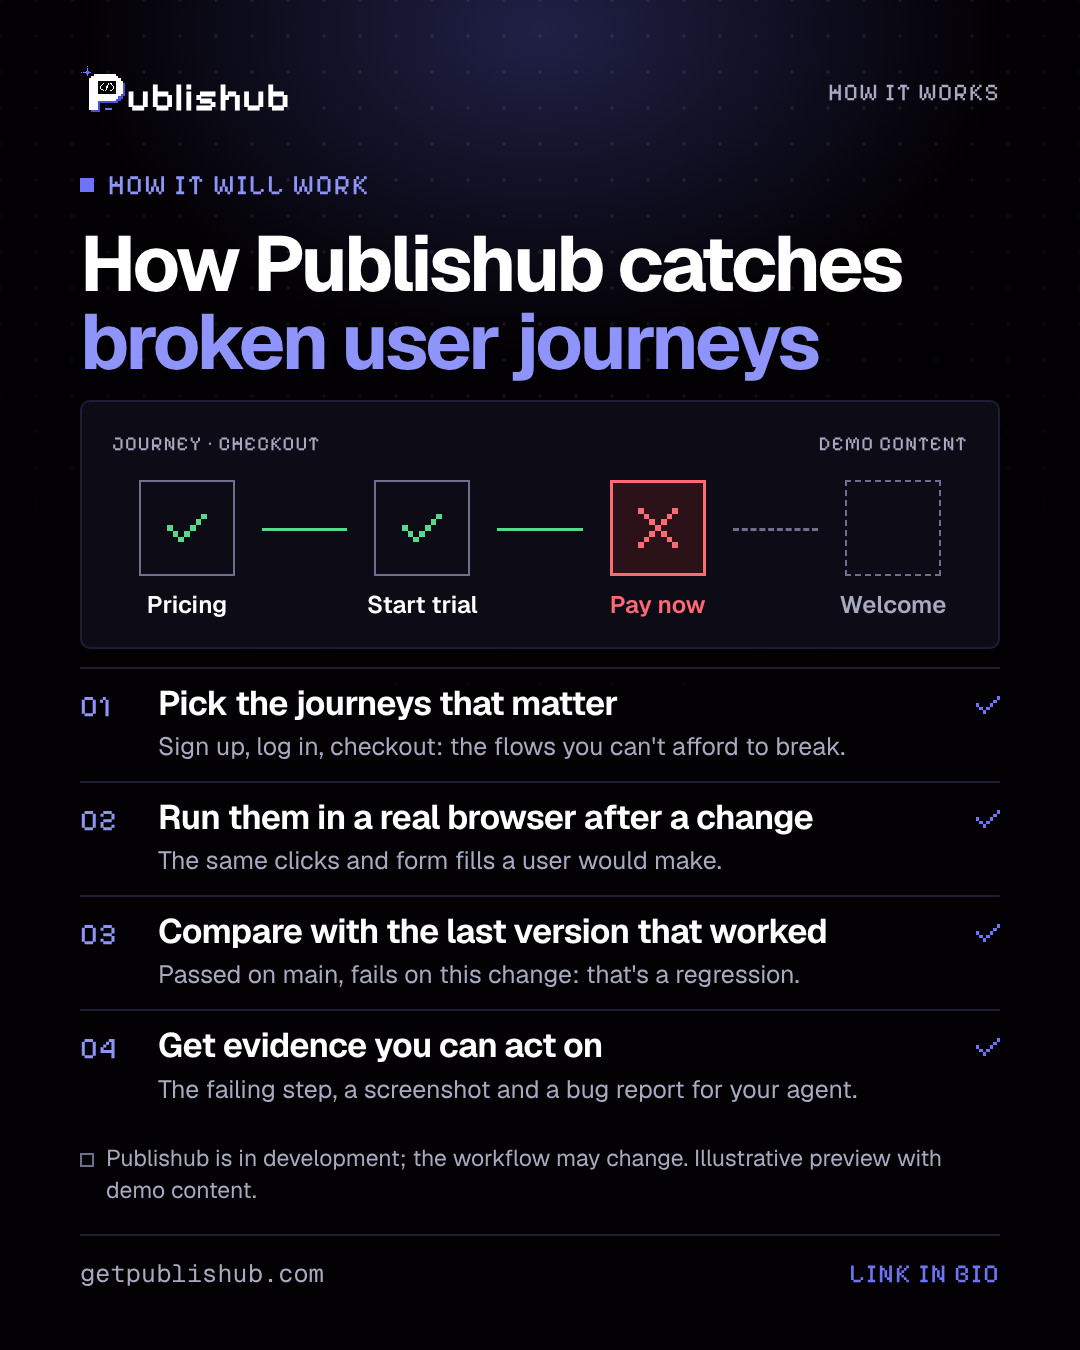 Publishub
HOW IT WORKS
HOW IT WILL WORK
How Publishub catches
broken user journeys
JOURNEY · CHECKOUT
DEMO CONTENT
Pricing
Start trial
Pay now
Welcome
01
Pick the journeys that matter
Sign up, log in, checkout: the flows you can't afford to break.
02
Run them in a real browser after a change
The same clicks and form fills a user would make.
03
Compare with the last version that worked
Passed on main, fails on this change: that's a regression.
04
Get evidence you can act on
The failing step, a screenshot and a bug report for your agent.
Publishub is in development; the workflow may change. Illustrative preview with
demo content.
getpublishub.com
LINK IN BIO